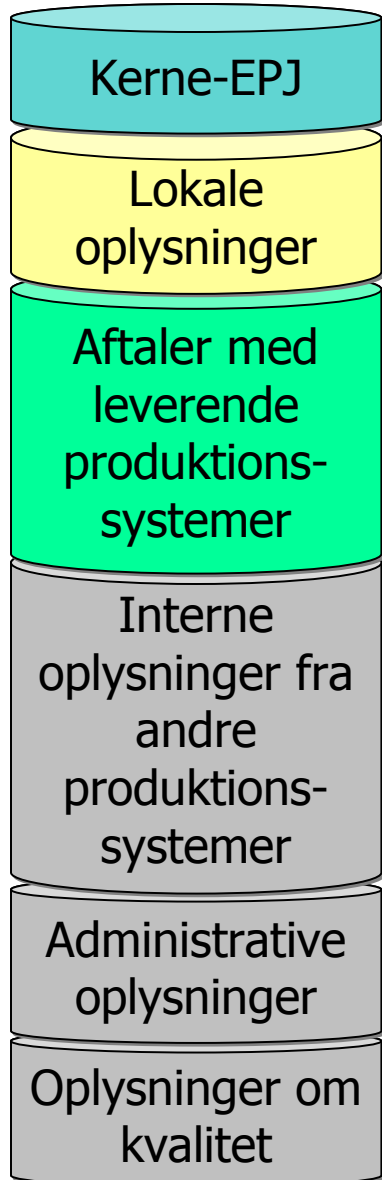 Kerne-EPJ
Lokale
oplysninger
Aftaler med
leverende
produktions-
systemer
Interne
oplysninger fra
andre
produktions-
systemer
Administrative
oplysninger
Oplysninger om
kvalitet